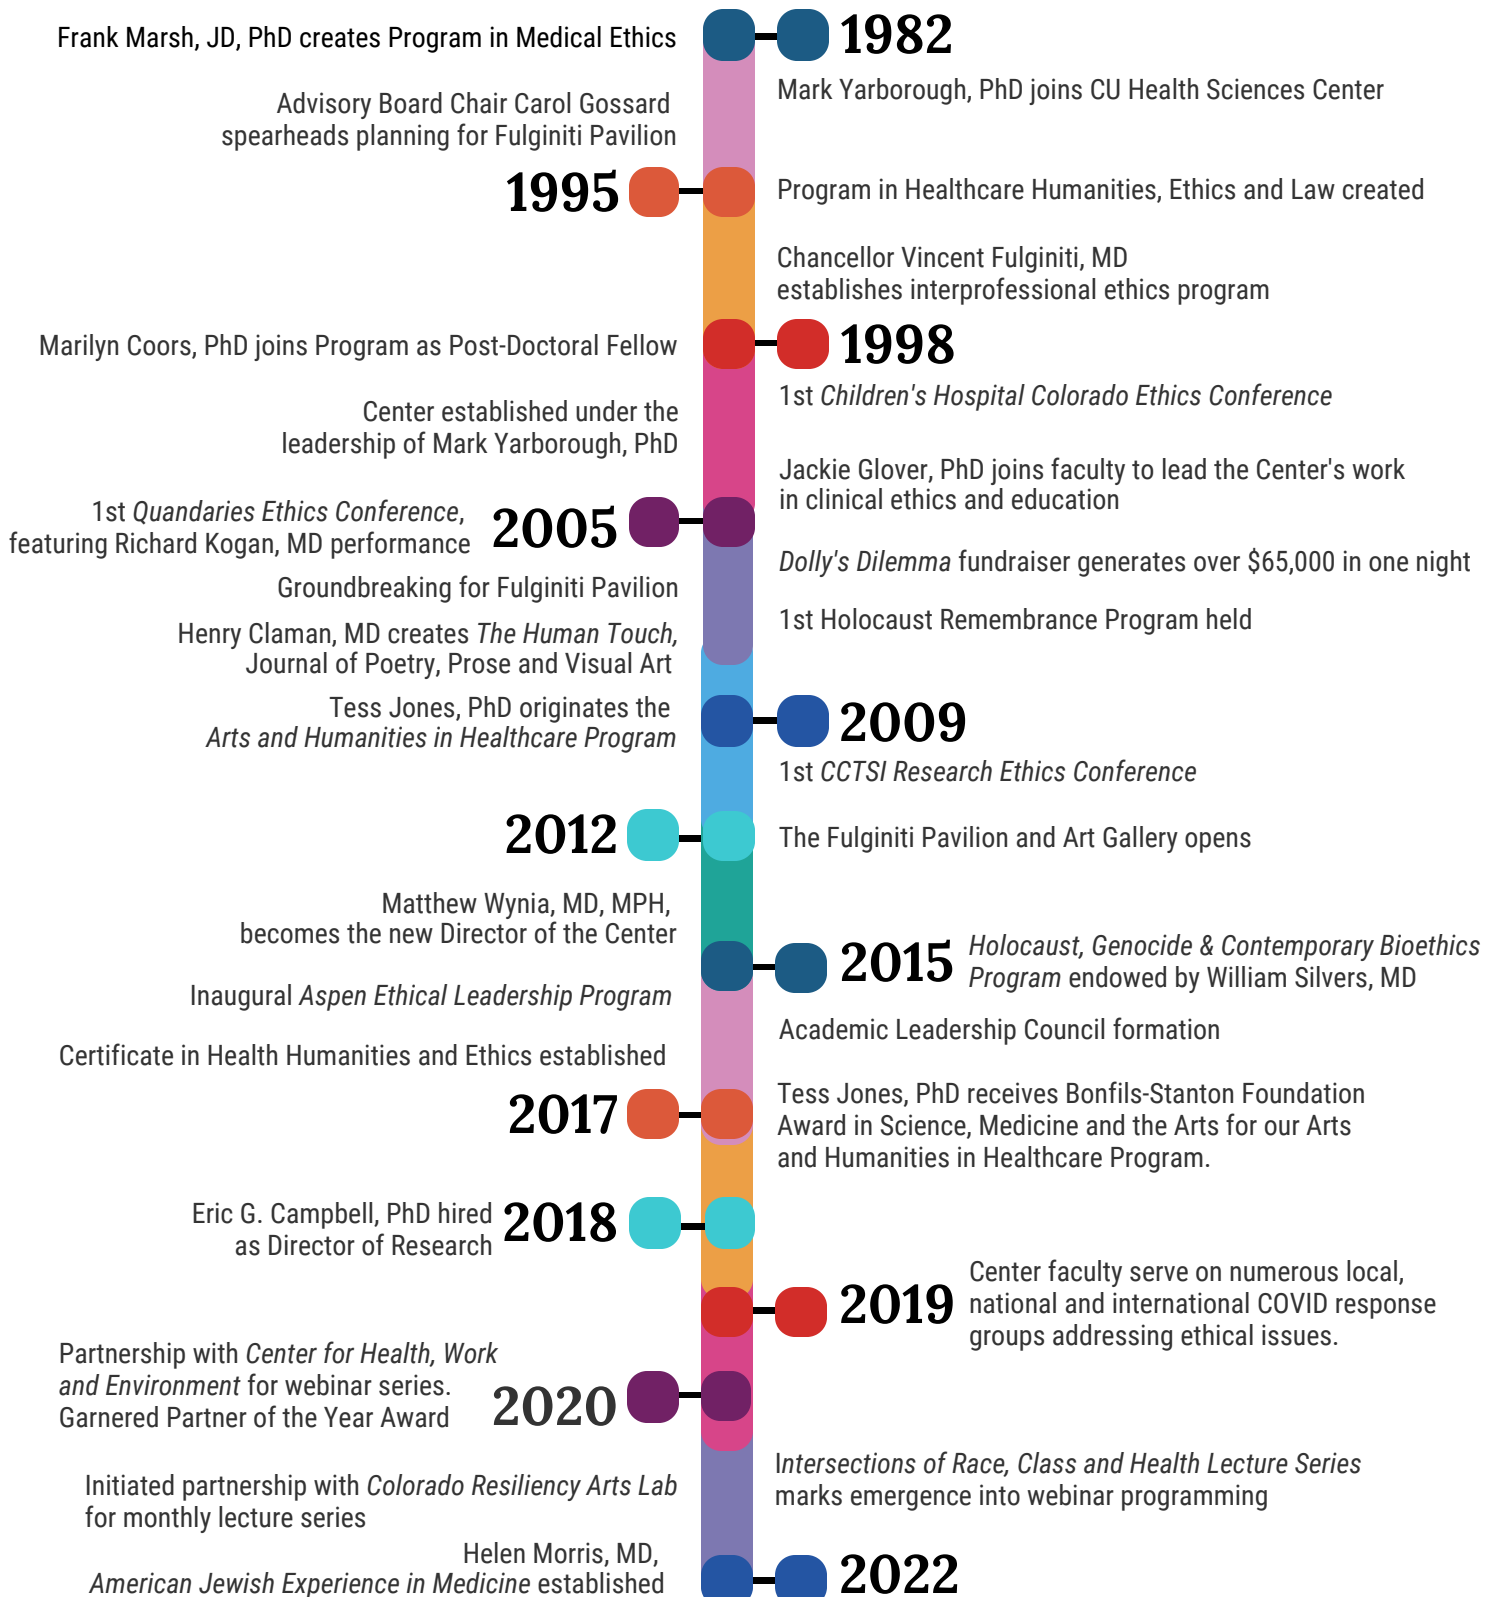 Frank Marsh, JD, PhD creates Program in Medical Ethics
1982
Mark Yarborough, PhD joins CU Health Sciences Center
Advisory Board Chair Carol Gossard
spearheads planning for Fulginiti Pavilion
1995
Program in Healthcare Humanities, Ethics and Law created
Chancellor Vincent Fulginiti, MD
establishes interprofessional ethics program
Marilyn Coors, PhD joins Program as Post-Doctoral Fellow
1998
1st Children's Hospital Colorado Ethics Conference
Center established under the
leadership of Mark Yarborough, PhD
Jackie Glover, PhD joins faculty to lead the Center's work
in clinical ethics and education
1st Quandaries Ethics Conference,
featuring Richard Kogan, MD performance
2005
Dolly's Dilemma fundraiser generates over $65,000 in one night
Groundbreaking for Fulginiti Pavilion
1st Holocaust Remembrance Program held
Henry Claman, MD creates The Human Touch,
Journal of Poetry, Prose and Visual Art
Tess Jones, PhD originates the
Arts and Humanities in Healthcare Program
2009
1st CCTSI Research Ethics Conference
2012
The Fulginiti Pavilion and Art Gallery opens
Matthew Wynia, MD, MPH,
becomes the new Director of the Center
2015
Holocaust, Genocide & Contemporary Bioethics
Program endowed by William Silvers, MD
Inaugural Aspen Ethical Leadership Program
Academic Leadership Council formation
Certificate in Health Humanities and Ethics established
2017
Tess Jones, PhD receives Bonfils-Stanton Foundation
Award in Science, Medicine and the Arts for our Arts
and Humanities in Healthcare Program.
Eric G. Campbell, PhD hired
as Director of Research
2018
2019
Center faculty serve on numerous local,
national and international COVID response
groups addressing ethical issues.
Partnership with Center for Health, Work
and Environment for webinar series.
Garnered Partner of the Year Award
2020
Intersections of Race, Class and Health Lecture Series
marks emergence into webinar programming
Initiated partnership with Colorado Resiliency Arts Lab
for monthly lecture series
Helen Morris, MD,
American Jewish Experience in Medicine established
2022